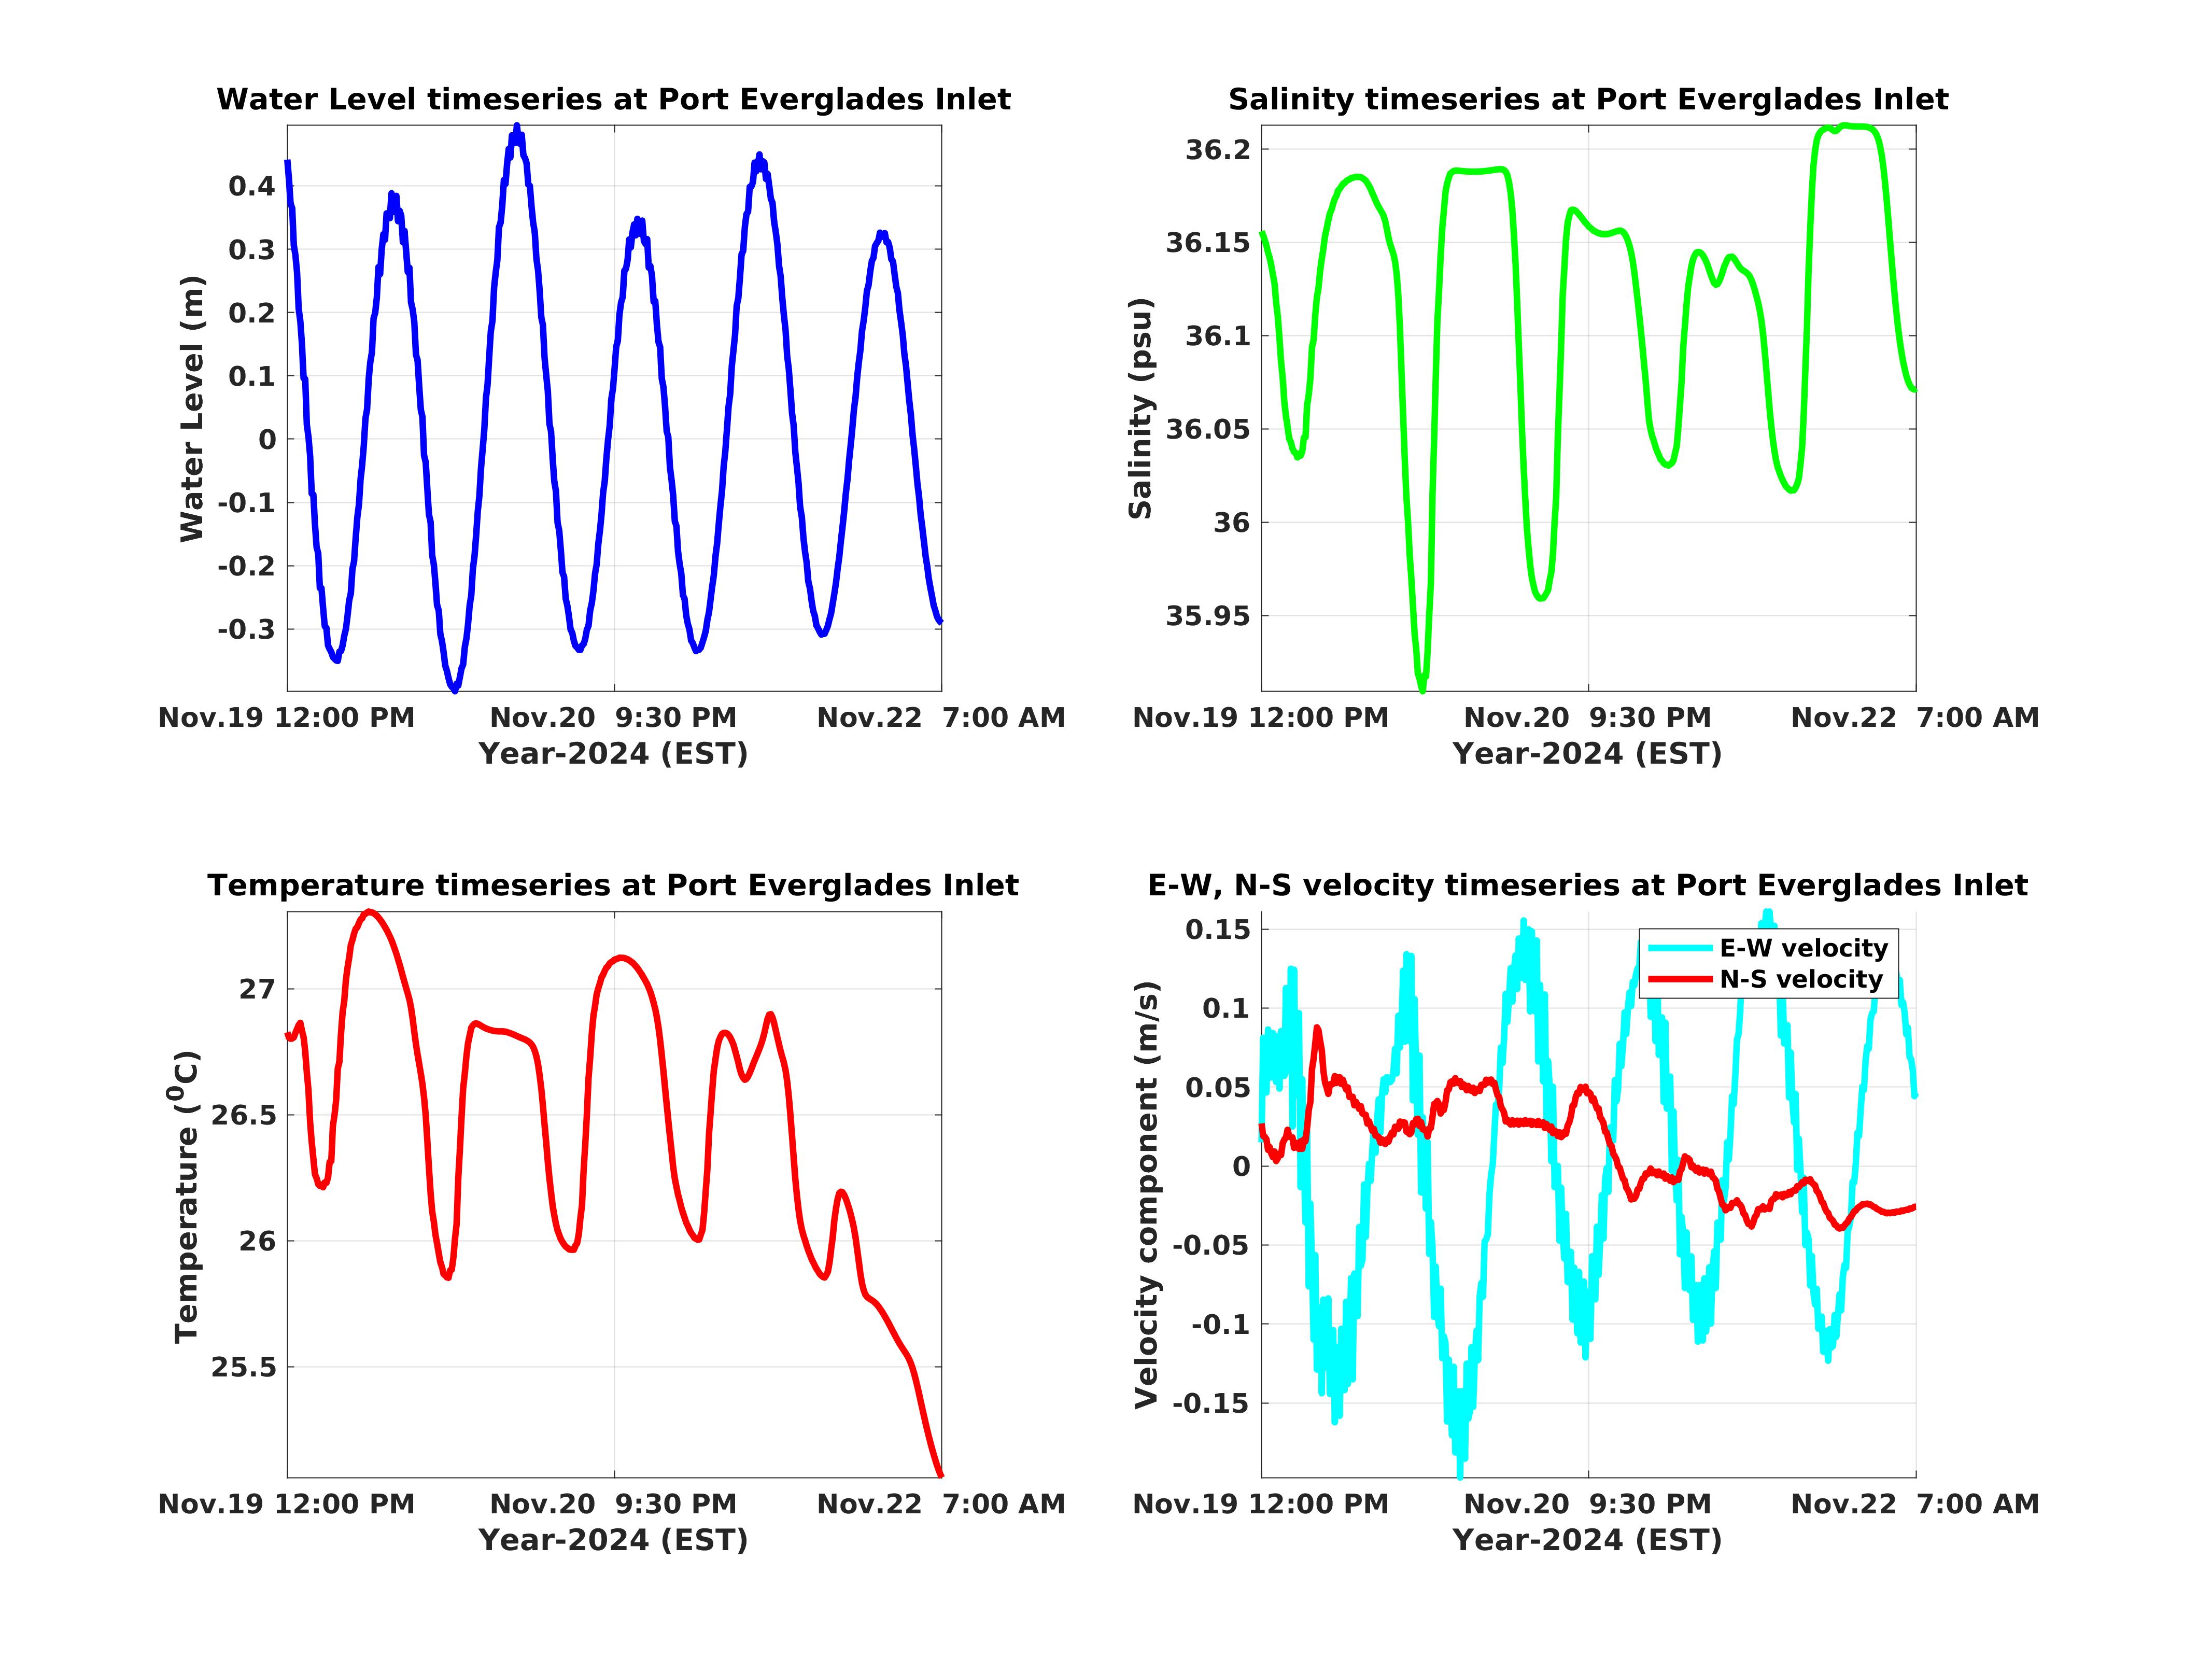 Water Level timeseries at Port Everglades Inlet
Water Level (m)
0.4
0.3
0.2
0.1
0
-0.1
-0.2
-0.3
Nov.19 12:00 PM
Nov.20 9:30 PM
Nov.22 7:00 AM
Year-2024 (EST)
Salinity timeseries at Port Everglades Inlet
Salinity (psu)
36.2
36.15
36.1
36.05
36
35.95
Nov.19 12:00 PM
Nov.20 9:30 PM
Nov.22 7:00 AM
Year-2024 (EST)
Temperature timeseries at Port Everglades Inlet
Temperature (⁰C)
27
26.5
26
25.5
Nov.19 12:00 PM
Nov.20 9:30 PM
Nov.22 7:00 AM
Year-2024 (EST)
E-W, N-S velocity timeseries at Port Everglades Inlet
Velocity component (m/s)
0.15
0.1
0.05
0
-0.05
-0.1
-0.15
E-W velocity
N-S velocity
Nov.19 12:00 PM
Nov.20 9:30 PM
Nov.22 7:00 AM
Year-2024 (EST)